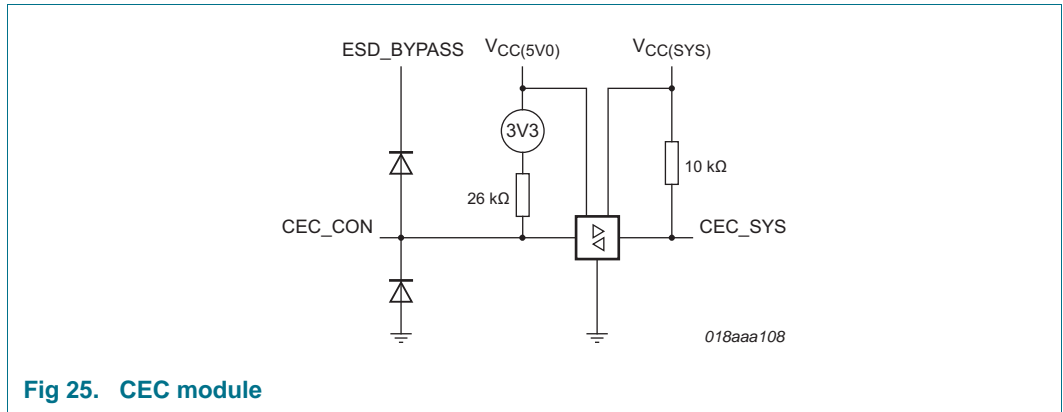 ESD_BYPASS
VCC(5V0)
VCC(SYS)
3V3
10 kΩ
26 kΩ
CEC_CON
CEC_SYS
018aaa108
Fig 25. CEC module